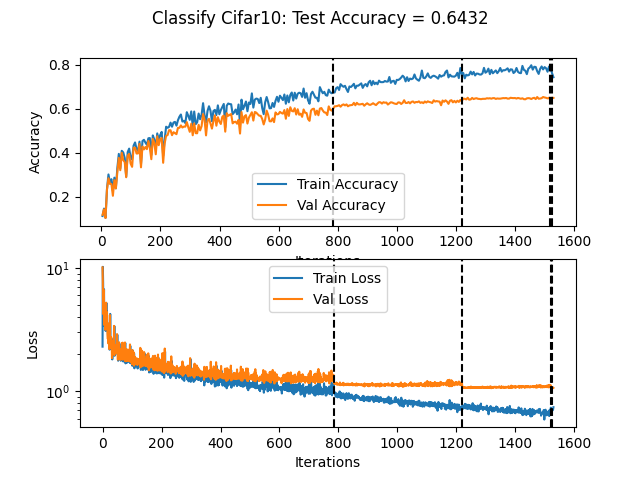 Classify Cifar10: Test Accuracy = 0.6432
Accuracy
0.8
0.6
0.4
0.2
Train Accuracy
Val Accuracy
0 200 400 600 800 1000 1200 1400 1600
Iterations
Loss
10¹
10⁰
Train Loss
Val Loss
0 200 400 600 800 1000 1200 1400 1600
Iterations